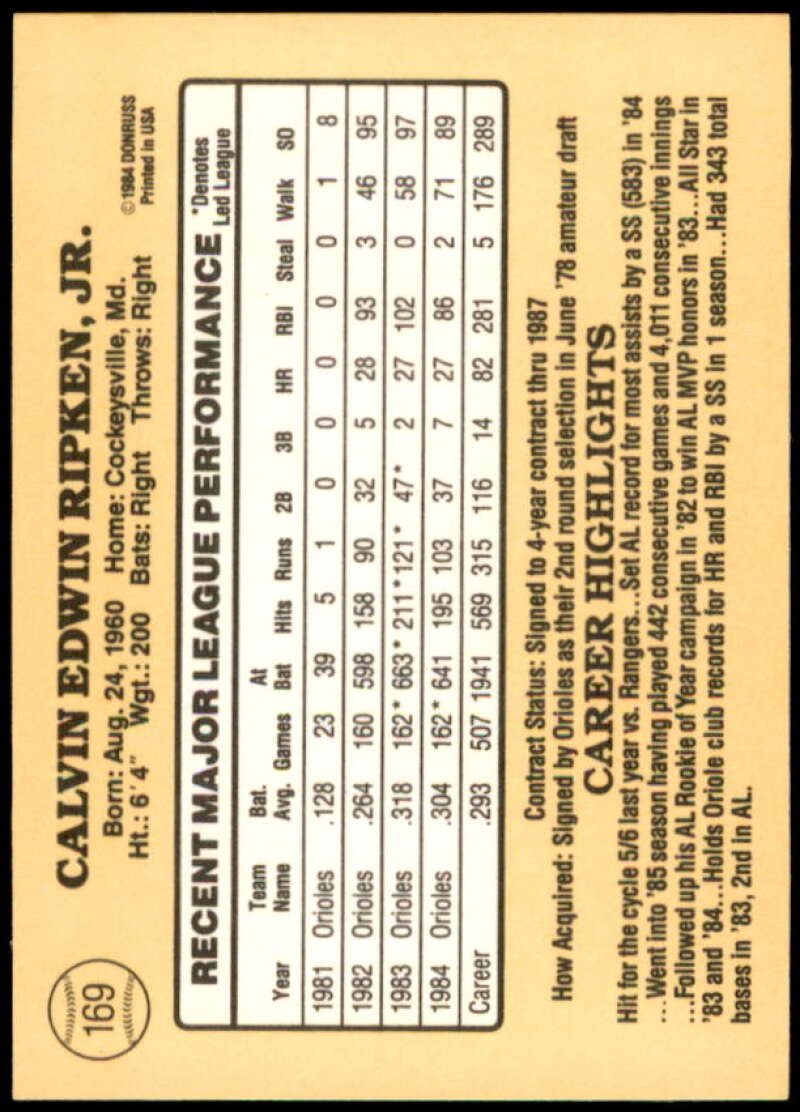 169
CALVIN EDWIN RIPKEN, JR.
© 1984 DONRUSS
Printed in USA
Born: Aug. 24, 1960 Home: Cockeysville, Md.
Ht.: 6'4" Wgt.: 200 Bats: Right Throws: Right
RECENT MAJOR LEAGUE PERFORMANCE *Denotes Led League
Year Team Name Bat. Avg. Games At Bat Hits Runs 2B 3B HR RBI Steal Walk SO
1981 Orioles .128 23 39 5 1 0 0 0 0 0 1 8
1982 Orioles .264 160 598 158 90 32 5 28 93 3 46 95
1983 Orioles .318 162* 663* 211* 121* 47* 2 27 102 0 58 97
1984 Orioles .304 162* 641 195 103 37 7 27 86 2 71 89
Career .293 507 1941 569 315 116 14 82 281 5 176 289
Contract Status: Signed to 4-year contract thru 1987
How Acquired: Signed by Orioles as their 2nd round selection in June '78 amateur draft
CAREER HIGHLIGHTS
Hit for the cycle 5/6 last year vs. Rangers...Set AL record for most assists by a SS (583) in '84
...Went into '85 season having played 442 consecutive games and 4,011 consecutive innings
...Followed up his AL Rookie of Year campaign in '82 to win AL MVP honors in '83...All Star in
'83 and '84...Holds Oriole club records for HR and RBI by a SS in 1 season...Had 343 total
bases in '83, 2nd in AL.